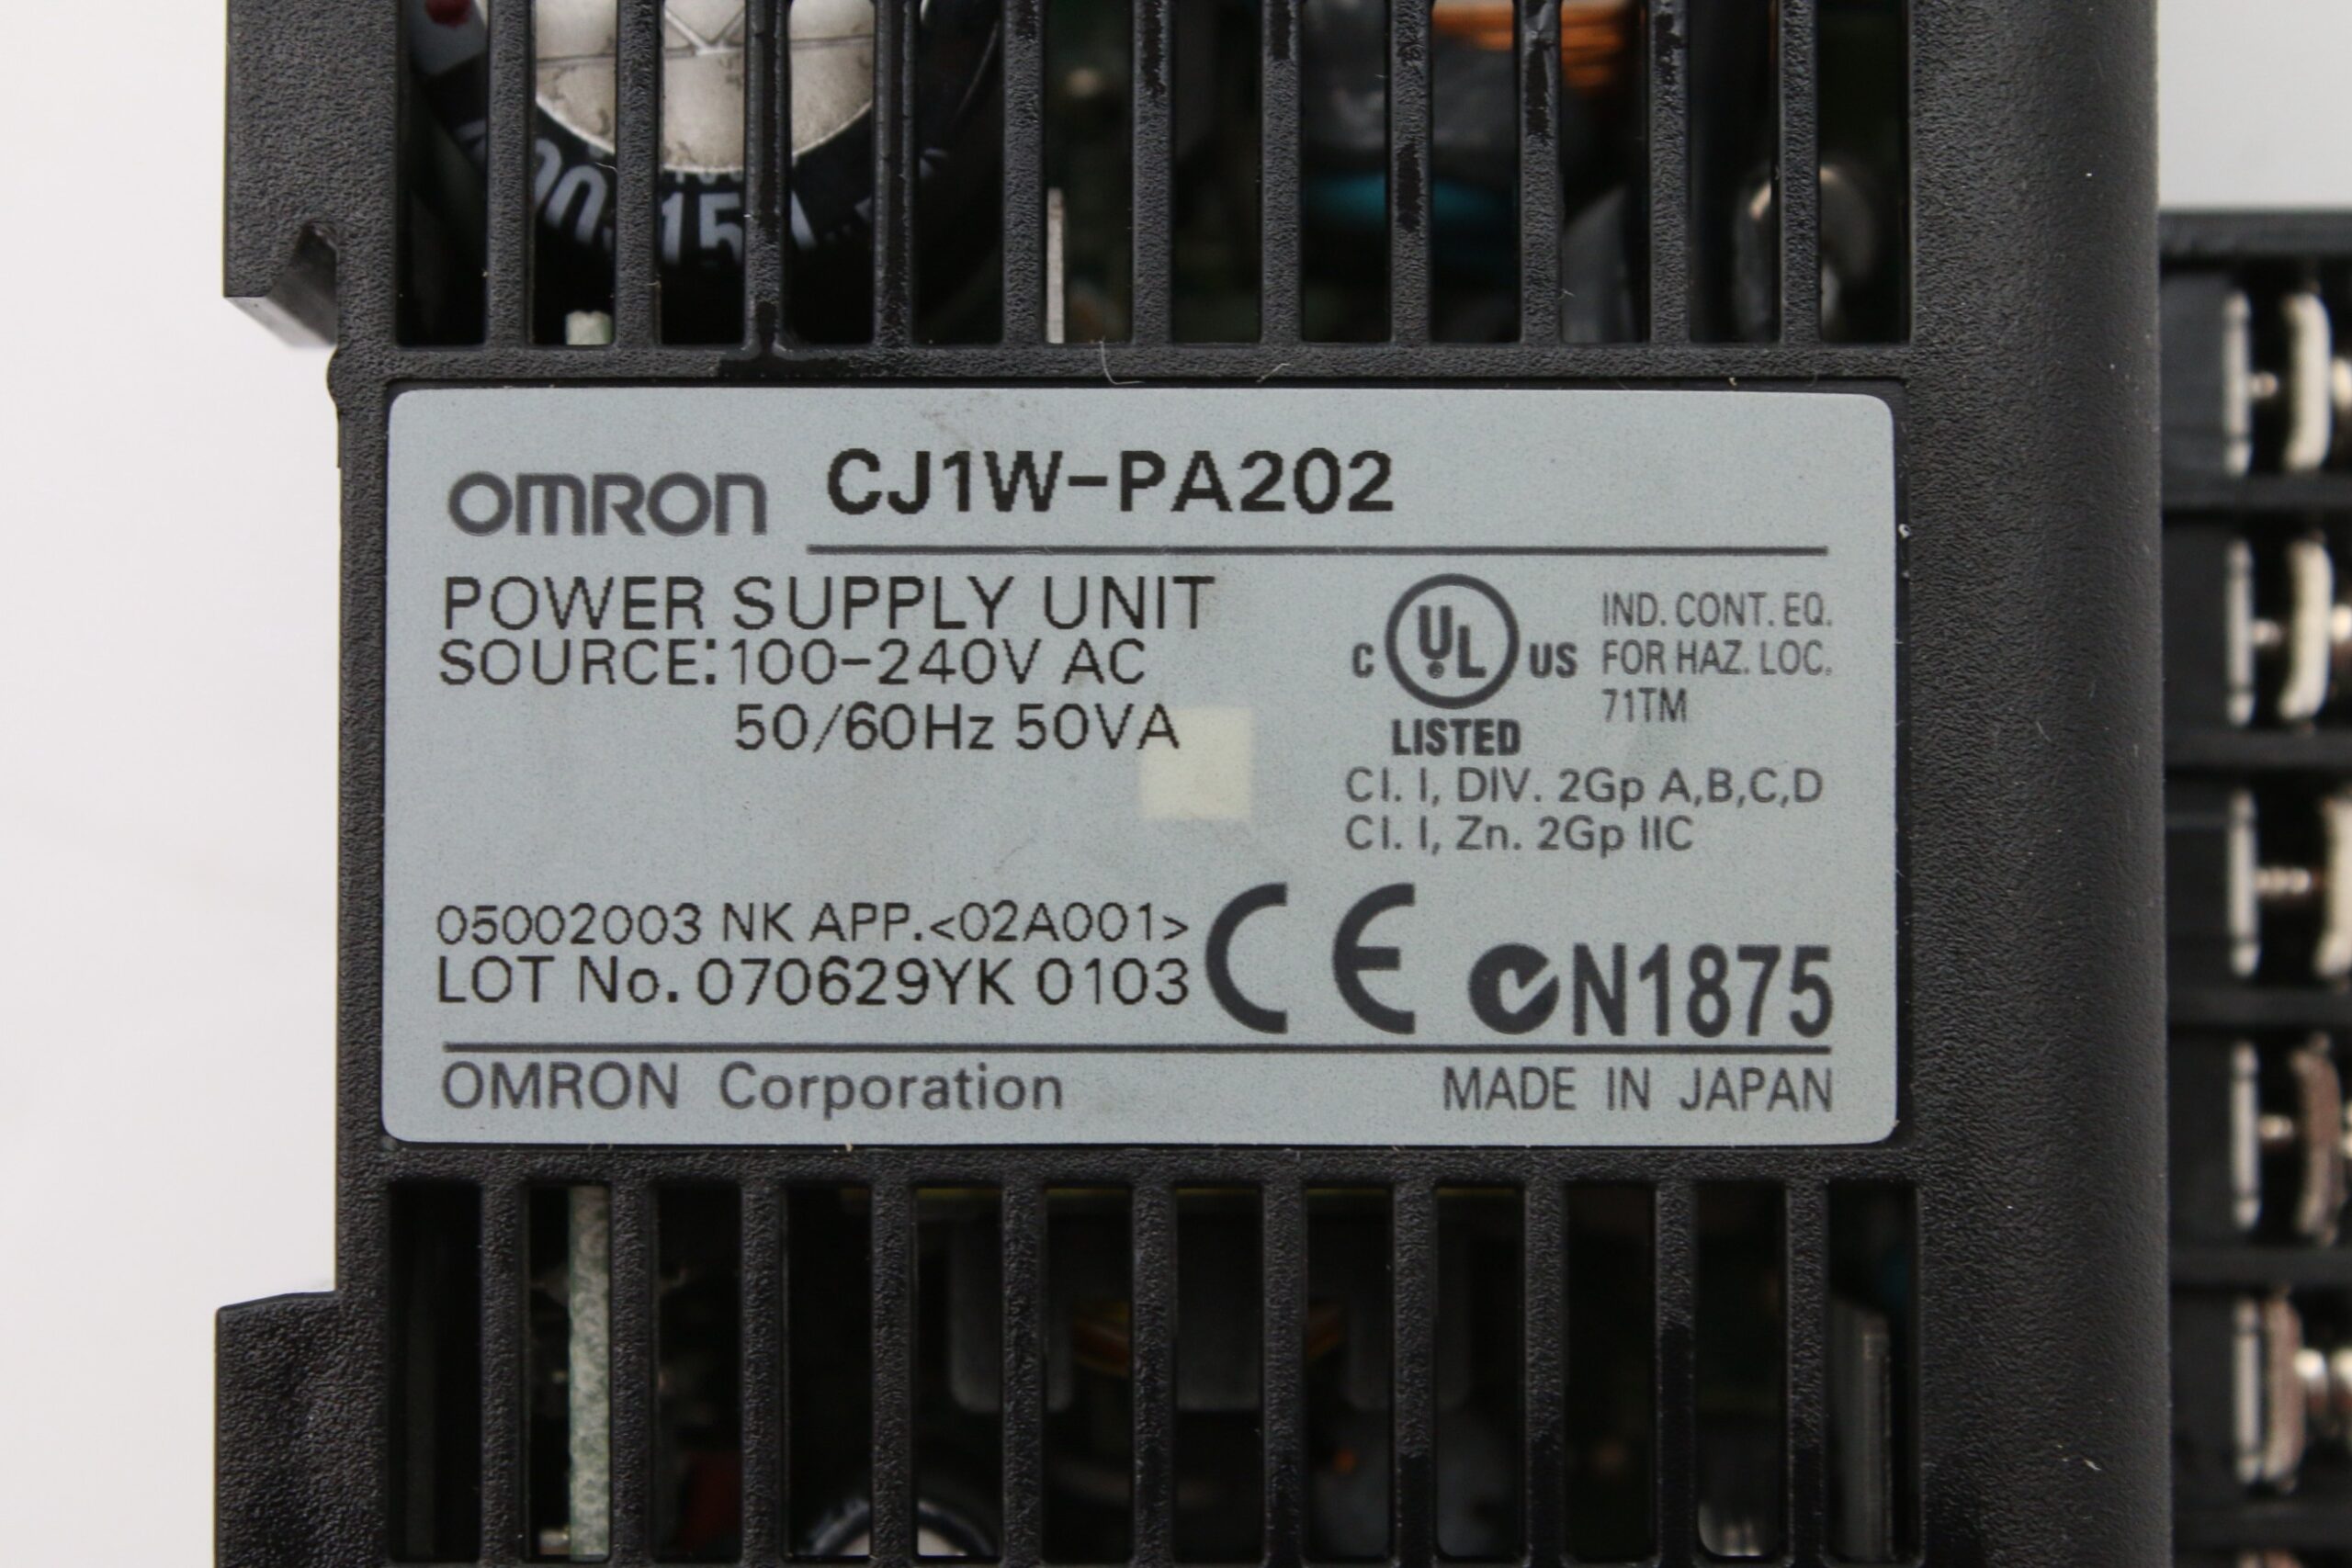 OMRON CJ1W-PA202
POWER SUPPLY UNIT
SOURCE:100-240V AC
50/60Hz 50VA
C UL US
LISTED
IND. CONT. EQ.
FOR HAZ. LOC.
71TM
Cl. I, DIV. 2Gp A,B,C,D
Cl. I, Zn. 2Gp IIC
05002003 NK APP.<02A001>
LOT No. 070629YK 0103
CE N1875
OMRON Corporation
MADE IN JAPAN